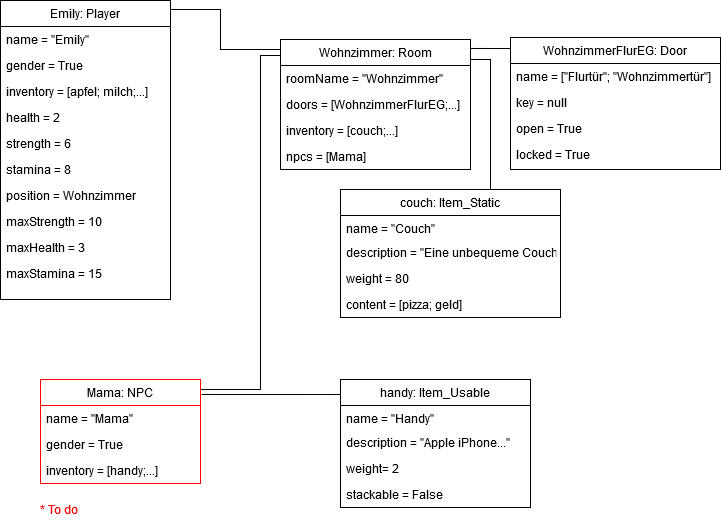 Emily: Player
name = "Emily"
gender = True
inventory = [apfel; milch;...]
health = 2
strength = 6
stamina = 8
position = Wohnzimmer
maxStrength = 10
maxHealth = 3
maxStamina = 15
Wohnzimmer: Room
roomName = "Wohnzimmer"
doors = [WohnzimmerFlurEG;...]
inventory = [couch;...]
npcs = [Mama]
WohnzimmerFlurEG: Door
name = ["Flurtür"; "Wohnzimmertür"]
key = null
open = True
locked = True
couch: Item_Static
name = "Couch"
description = "Eine unbequeme Couch
weight = 80
content = [pizza; geld]
Mama: NPC
name = "Mama"
gender = True
inventory = [handy;...]
* To do
handy: Item_Usable
name = "Handy"
description = "Apple iPhone..."
weight= 2
stackable = False